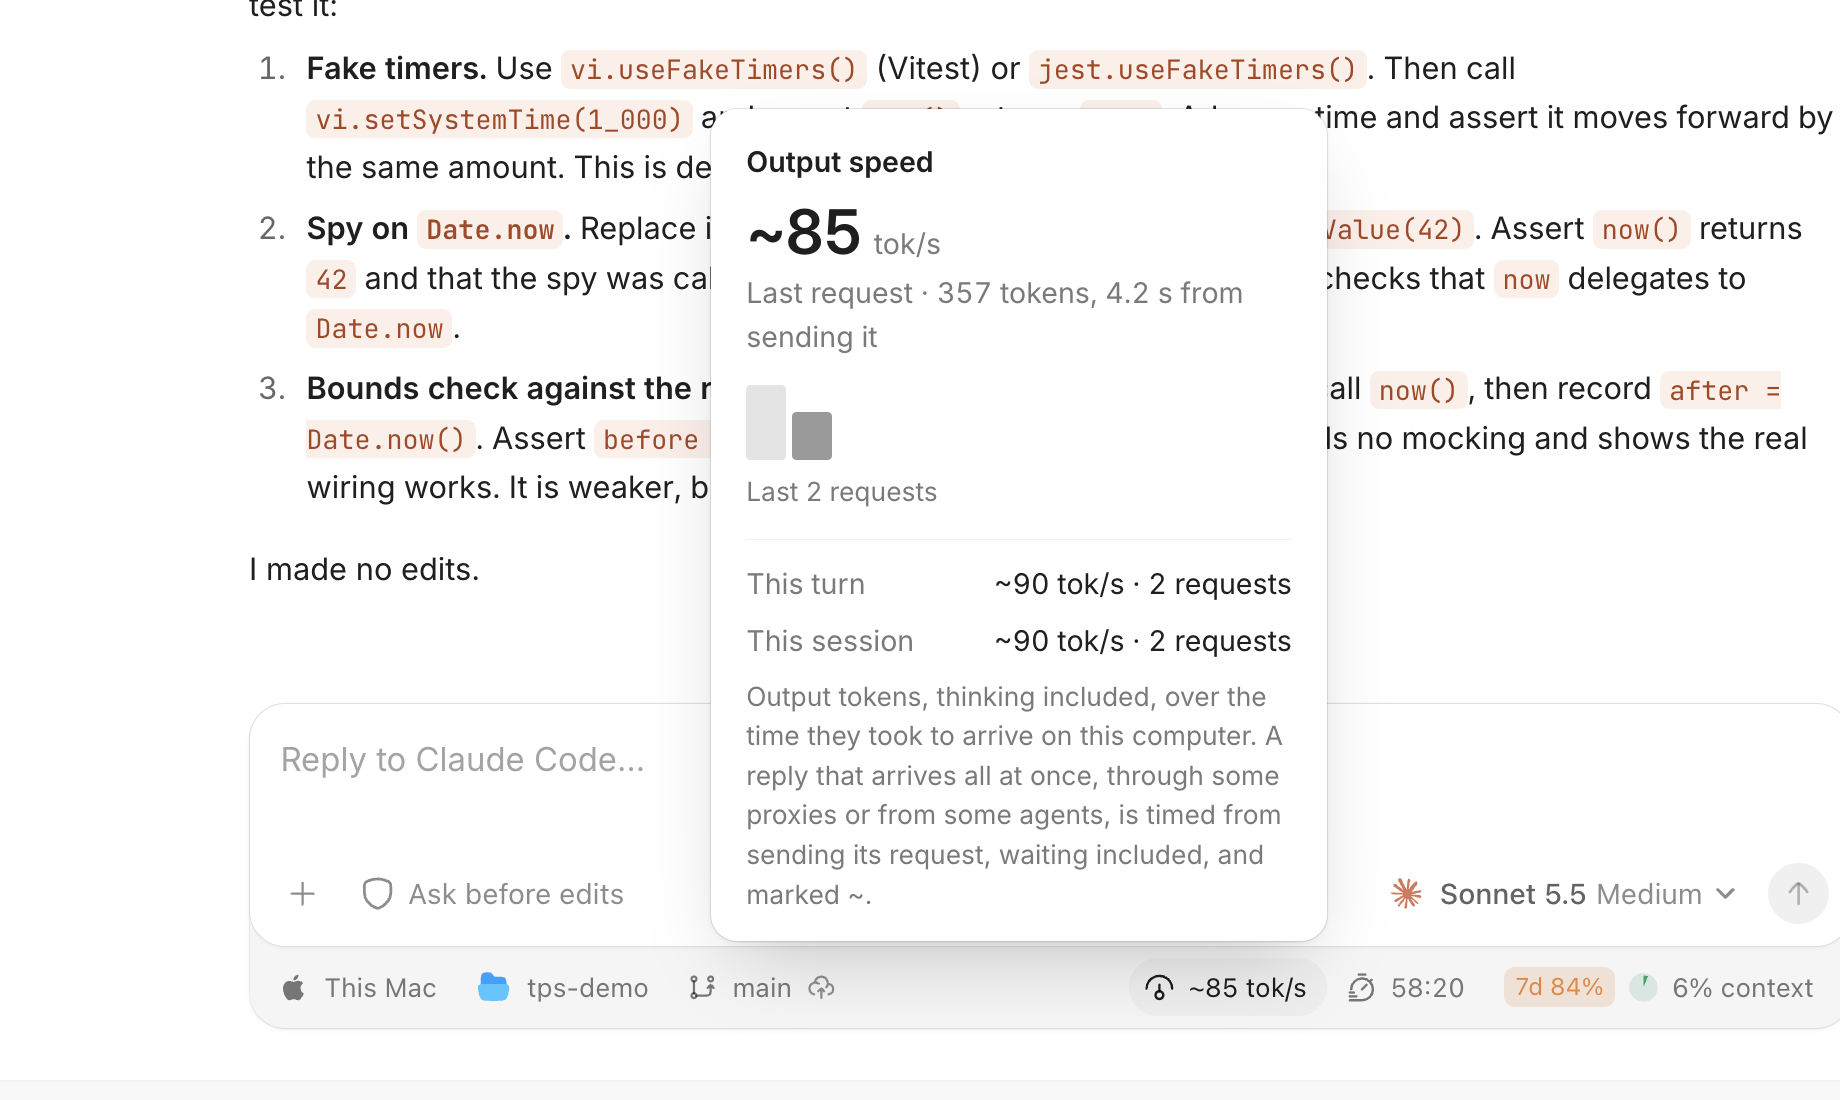 test it:
1. Fake timers. Use vi.useFakeTimers() (Vitest) or jest.useFakeTimers(). Then call
vi.setSystemTime(1_000)
time and assert it moves forward by
the same amount. This is de
2. Spy on Date.now. Replace i
Value(42). Assert now() returns
42 and that the spy was cal
checks that now delegates to
Date.now.
3. Bounds check against the r
all now(), then record after =
Date.now(). Assert before
ls no mocking and shows the real
wiring works. It is weaker, b
I made no edits.
Output speed
~85 tok/s
Last request · 357 tokens, 4.2 s from
sending it
Last 2 requests
This turn ~90 tok/s · 2 requests
This session ~90 tok/s · 2 requests
Output tokens, thinking included, over the
time they took to arrive on this computer. A
reply that arrives all at once, through some
proxies or from some agents, is timed from
sending its request, waiting included, and
marked ~.
Reply to Claude Code...
Ask before edits
Sonnet 5.5 Medium
This Mac tps-demo main ~85 tok/s 58:20 7d 84% 6% context